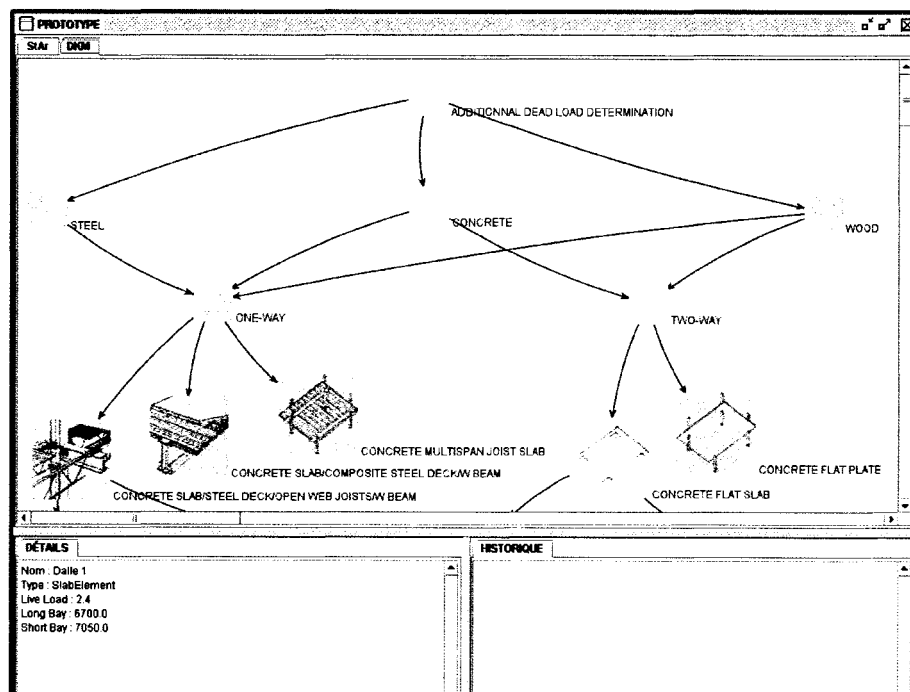 PROTOTYPE
StAr DKM
ADDITIONNAL DEAD LOAD DETERMINATION
STEEL
CONCRETE
WOOD
ONE-WAY
TWO-WAY
CONCRETE MULTISPAN JOIST SLAB
CONCRETE SLAB/COMPOSITE STEEL DECK/W BEAM
CONCRETE SLAB/STEEL DECK/OPEN WEB JOISTS/W BEAM
CONCRETE FLAT PLATE
CONCRETE FLAT SLAB
DÉTAILS
Nom : Dalle 1
Type : SlabElement
Live Load : 2.4
Long Bay : 6700.0
Short Bay : 7050.0
HISTORIQUE